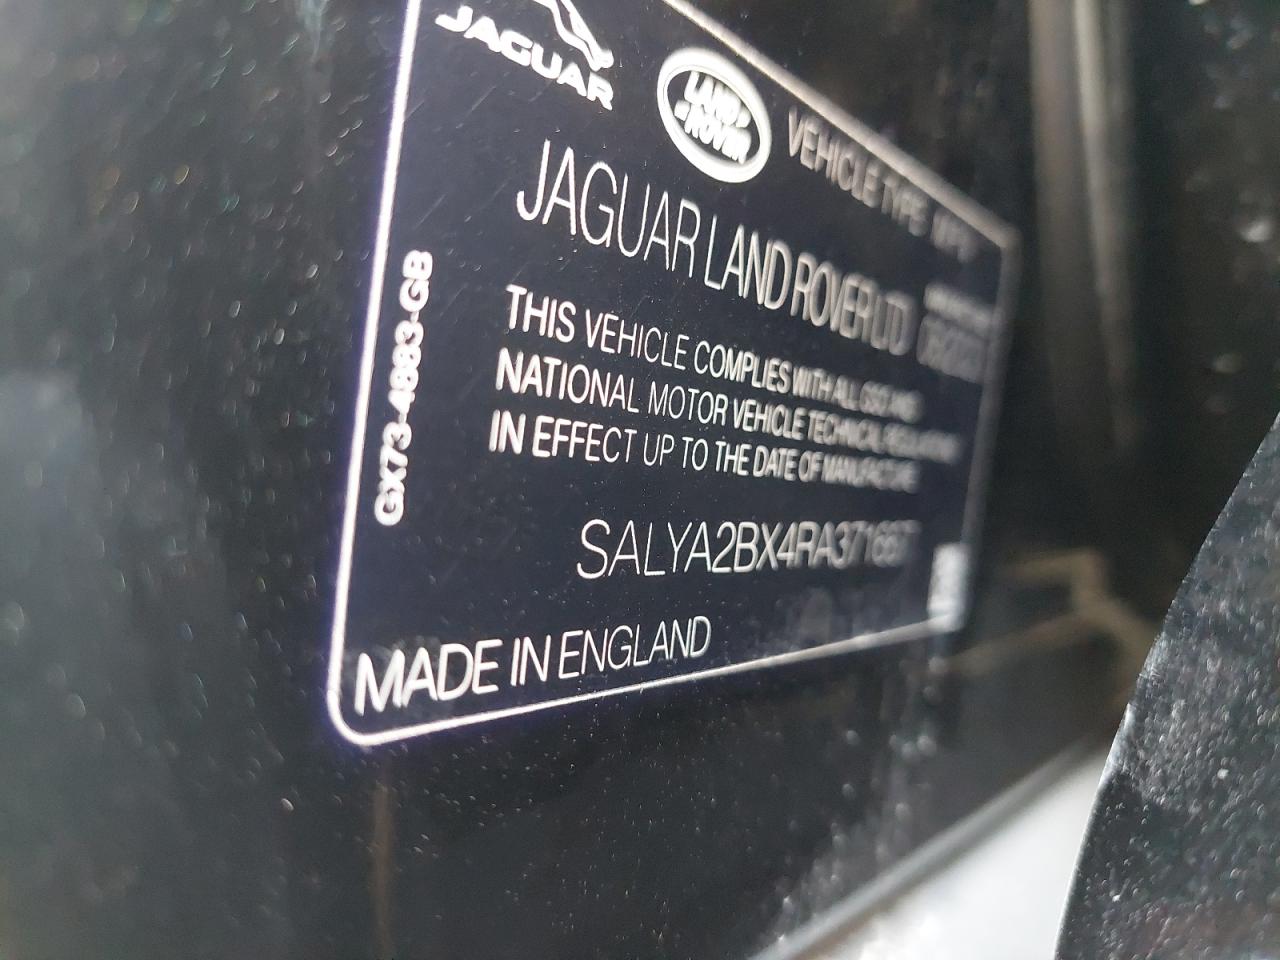 JAGUAR
LAND
ROVER
VEHICLE TYPE MPV
JAGUAR LAND ROVER LTD
THIS VEHICLE COMPLIES WITH ALL GSO AND
NATIONAL MOTOR VEHICLE TECHNICAL REGULATIONS
IN EFFECT UP TO THE DATE OF MANUFACTURE
GX73-4883-GB
MADE IN ENGLAND